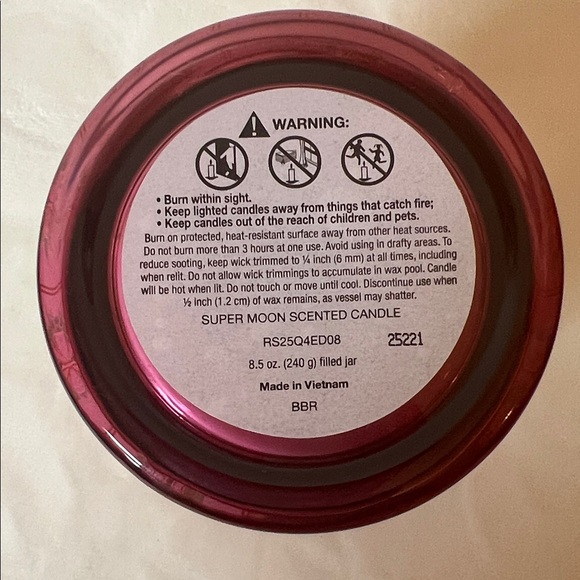 WARNING:
• Burn within sight.
• Keep lighted candles away from things that catch fire;
• Keep candles out of the reach of children and pets.
Burn on protected, heat-resistant surface away from other heat sources.
Do not burn more than 3 hours at one use. Avoid using in drafty areas. To
reduce sooting, keep wick trimmed to ¼ inch (6 mm) at all times, including
when relit. Do not allow wick trimmings to accumulate in wax pool. Candle
will be hot when lit. Do not touch or move until cool. Discontinue use when
½ inch (1.2 cm) of wax remains, as vessel may shatter.
SUPER MOON SCENTED CANDLE
RS25Q4ED08 25221
8.5 oz. (240 g) filled jar
Made in Vietnam
BBR